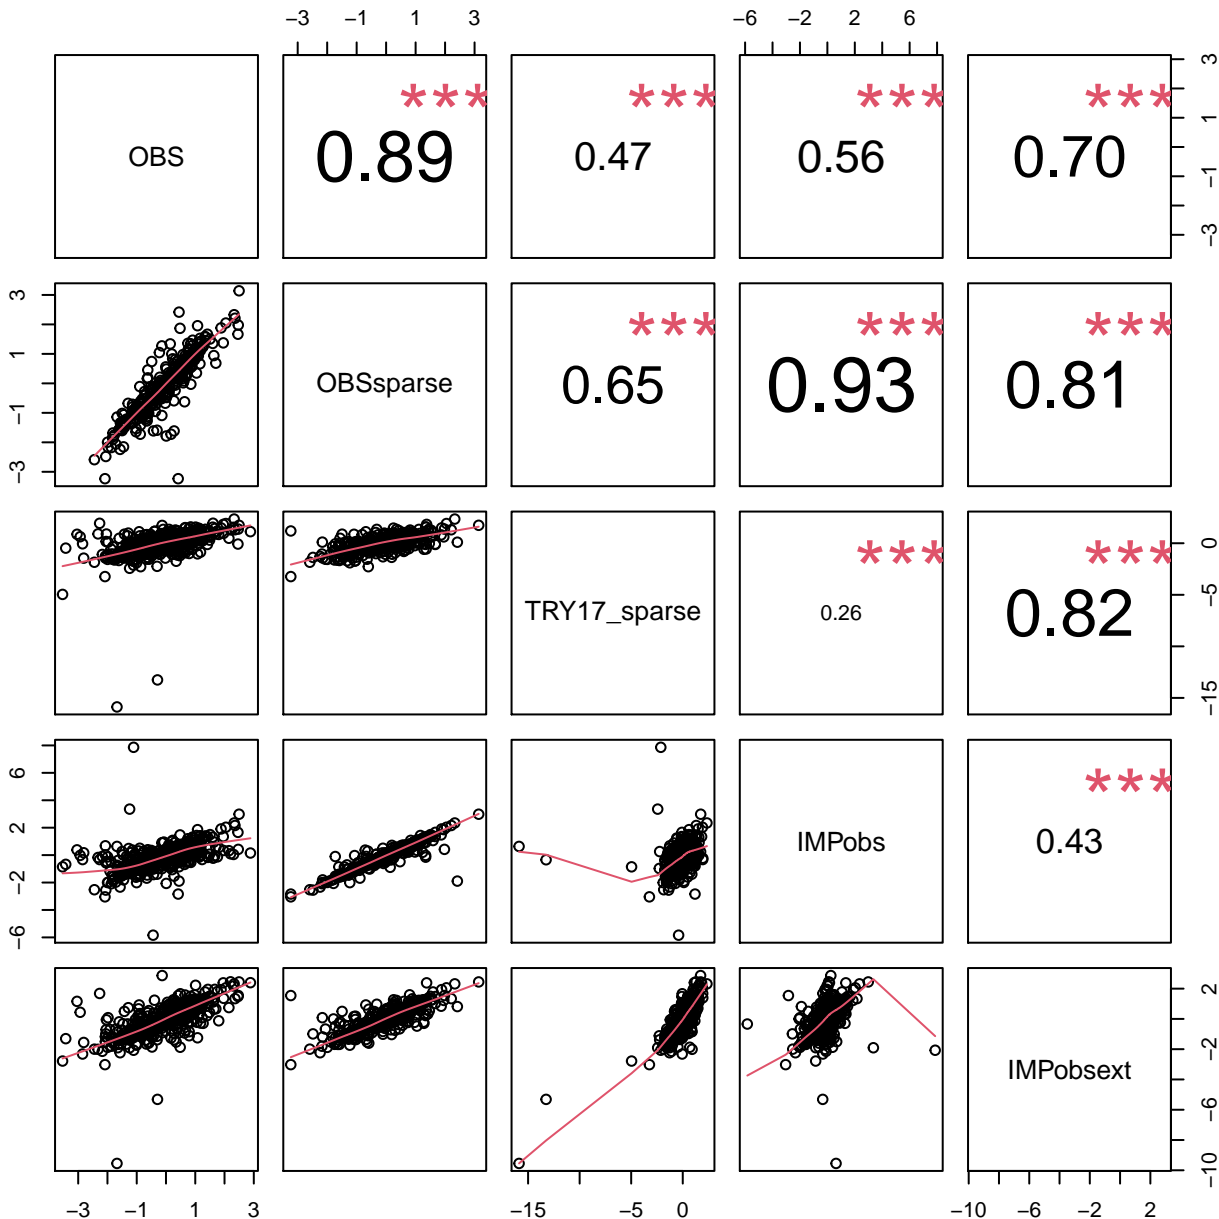 −3 −1 1 3 −6 −2 2 6
OBS 0.89 *** 0.47 *** 0.56 *** 0.70 *** −3 −1 1 3
−3 −1 1 3 OBSsparse 0.65 *** 0.93 *** 0.81 ***
TRY17_sparse 0.26 *** 0.82 *** −15 −5 0
−6 −2 2 6 IMPobs 0.43 ***
IMPobsext −10 −6 −2 2
−3 −1 1 3 −15 −5 0 −10 −6 −2 2